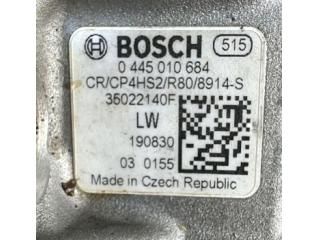 BOSCH 515
0 445 010 684
CR/CP4HS2/R80/8914-S
35022140F
LW
190830
03 0155
Made in Czech Republic